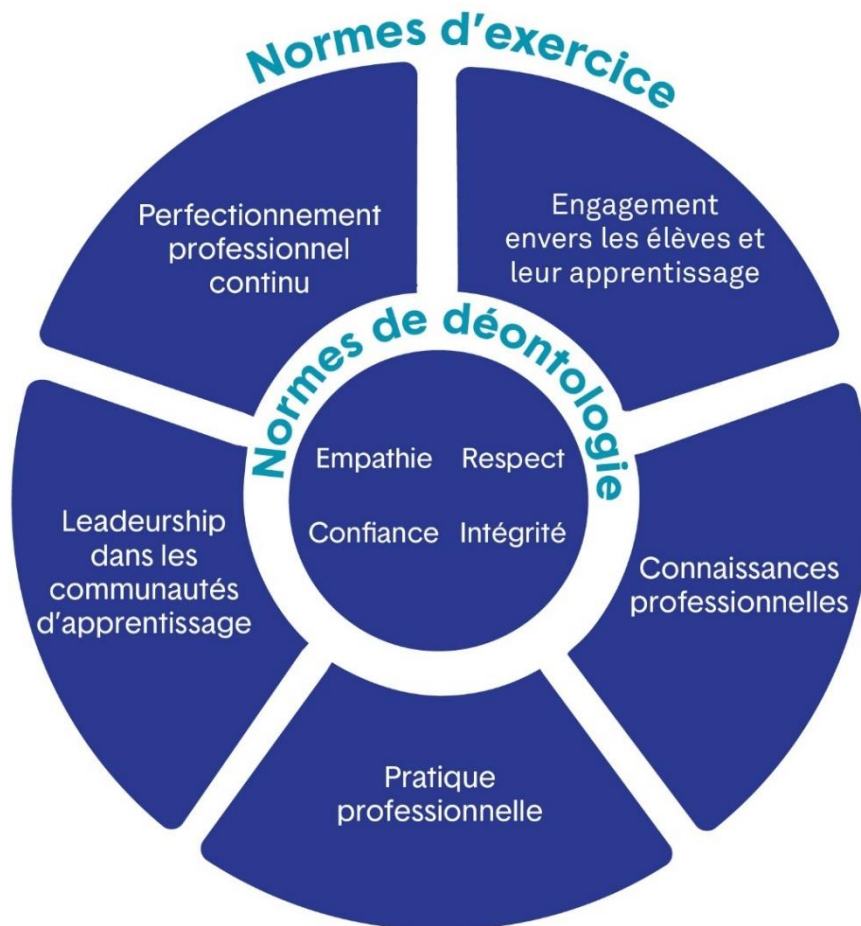 Normes d'exercice
Perfectionnement
professionnel
continu
Engagement
envers les élèves et
leur apprentissage
Normes de déontologie
Empathie Respect
Confiance Intégrité
Leadeurship
dans les
communautés
d'apprentissage
Connaissances
professionnelles
Pratique
professionnelle